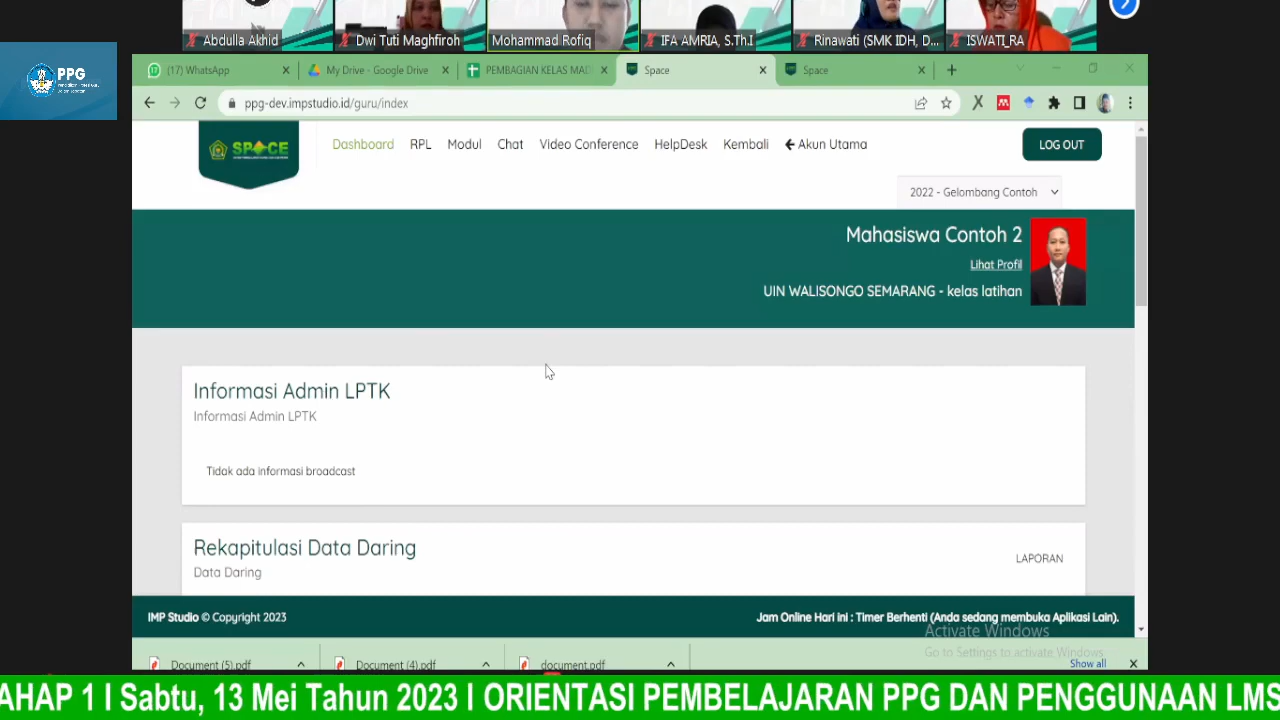 Abdulla Akhid
Dwi Tuti Maghfiroh
Mohammad Rofiq
IFA AMRIA, S.Th.I
Rinawati (SMK IDH, D...
ISWATI_RA
PPG
(17) WhatsApp
My Drive - Google Drive
PEMBAGIAN KELAS MAD
Space
Space
ppg-dev.impstudio.id/guru/index
SPACE
Dashboard
RPL
Modul
Chat
Video Conference
HelpDesk
Kembali
Akun Utama
LOG OUT
2022 - Gelombang Contoh
Mahasiswa Contoh 2
Lihat Profil
UIN WALISONGO SEMARANG - kelas latihan
Informasi Admin LPTK
Informasi Admin LPTK
Tidak ada informasi broadcast
Rekapitulasi Data Daring
Data Daring
LAPORAN
IMP Studio © Copyright 2023
Jam Online Hari ini : Timer Berhenti (Anda sedang membuka Aplikasi Lain).
Activate Windows
Go to Settings to activate Windows.
Document (5).pdf
Document (4).pdf
document.pdf
Show all
AHAP 1 I Sabtu, 13 Mei Tahun 2023 I ORIENTASI PEMBELAJARAN PPG DAN PENGGUNAAN LMS